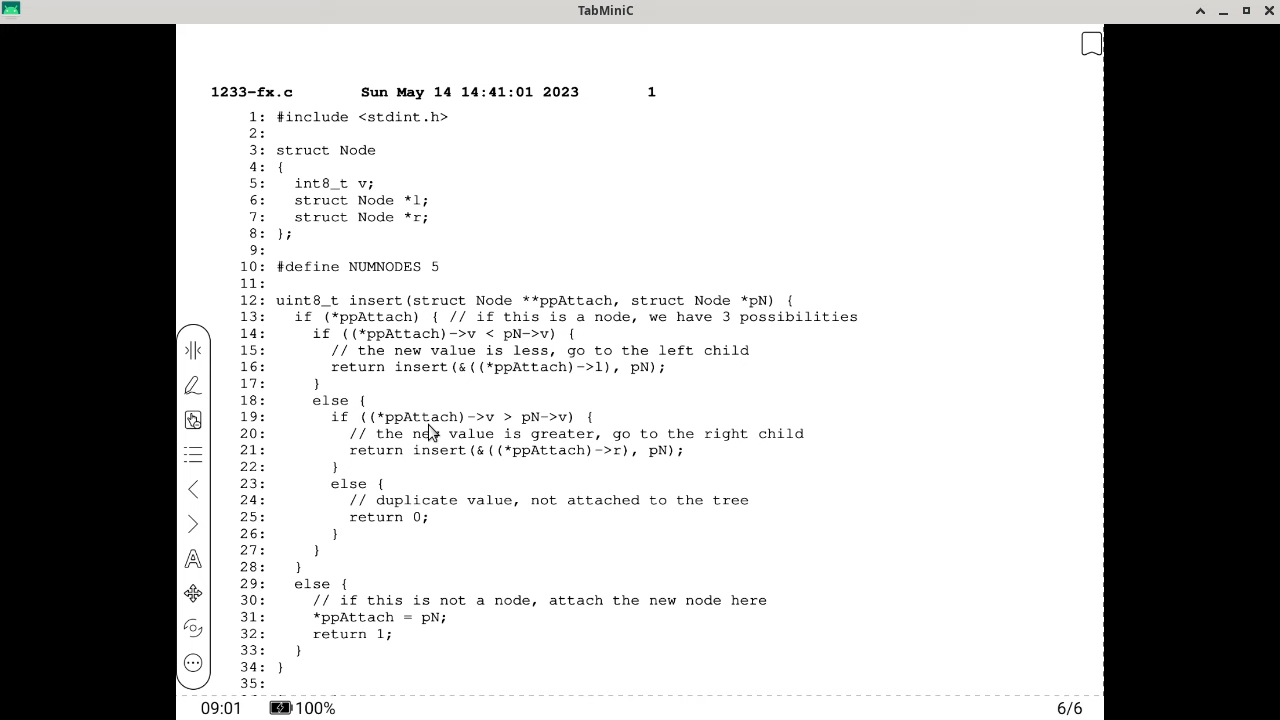 TabMiniC
1233-fx.c Sun May 14 14:41:01 2023 1
1: #include <stdint.h>
2:
3: struct Node
4: {
5:   int8_t v;
6:   struct Node *l;
7:   struct Node *r;
8: };
9:
10: #define NUMNODES 5
11:
12: uint8_t insert(struct Node **ppAttach, struct Node *pN) {
13:   if (*ppAttach) { // if this is a node, we have 3 possibilities
14:     if ((*ppAttach)->v < pN->v) {
15:       // the new value is less, go to the left child
16:       return insert(&((*ppAttach)->l), pN);
17:     }
18:     else {
19:       if ((*ppAttach)->v > pN->v) {
20:         // the new value is greater, go to the right child
21:         return insert(&((*ppAttach)->r), pN);
22:       }
23:       else {
24:         // duplicate value, not attached to the tree
25:         return 0;
26:       }
27:     }
28:   }
29:   else {
30:     // if this is not a node, attach the new node here
31:     *ppAttach = pN;
32:     return 1;
33:   }
34: }
35:
09:01 100% 6/6